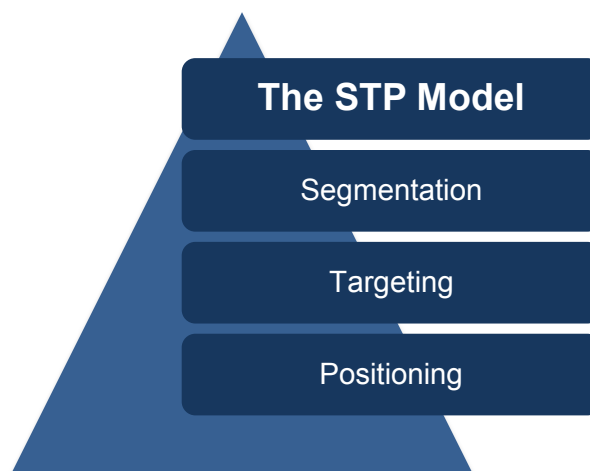 The STP Model
Segmentation
Targeting
Positioning